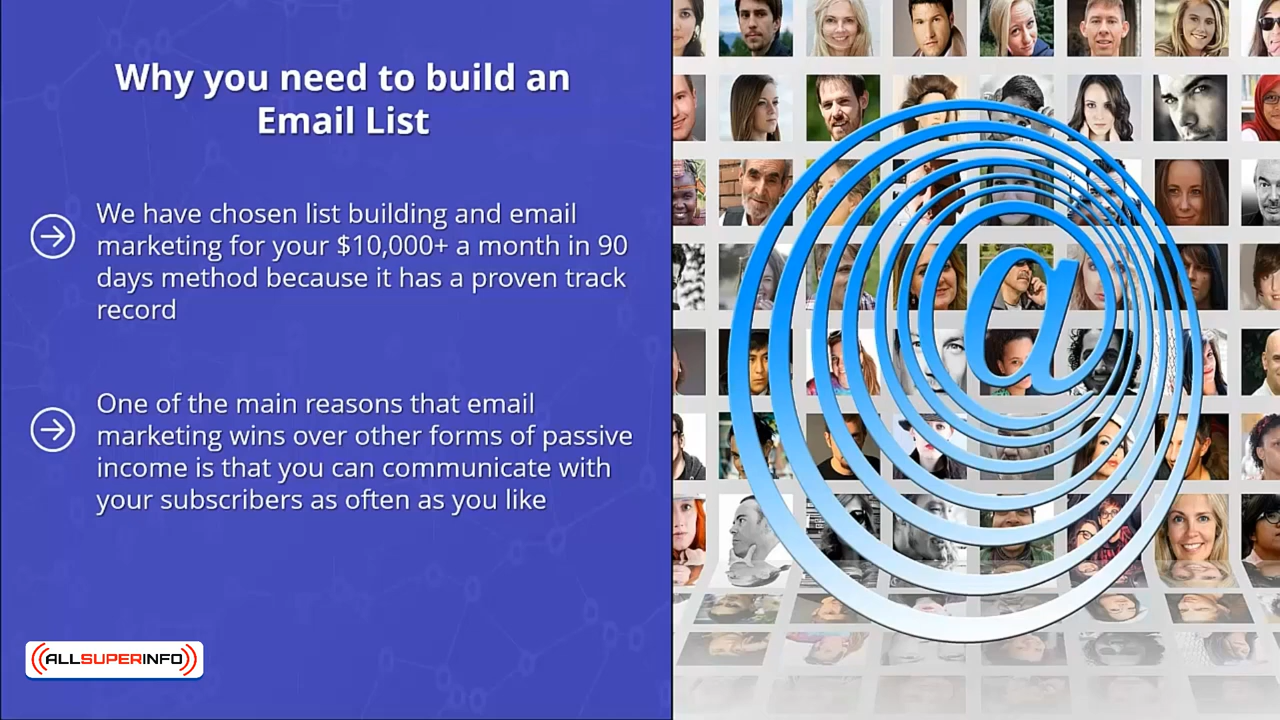 Why you need to build an
Email List
We have chosen list building and email
marketing for your $10,000+ a month in 90
days method because it has a proven track
record
One of the main reasons that email
marketing wins over other forms of passive
income is that you can communicate with
your subscribers as often as you like
@
((ALLSUPERINFO))